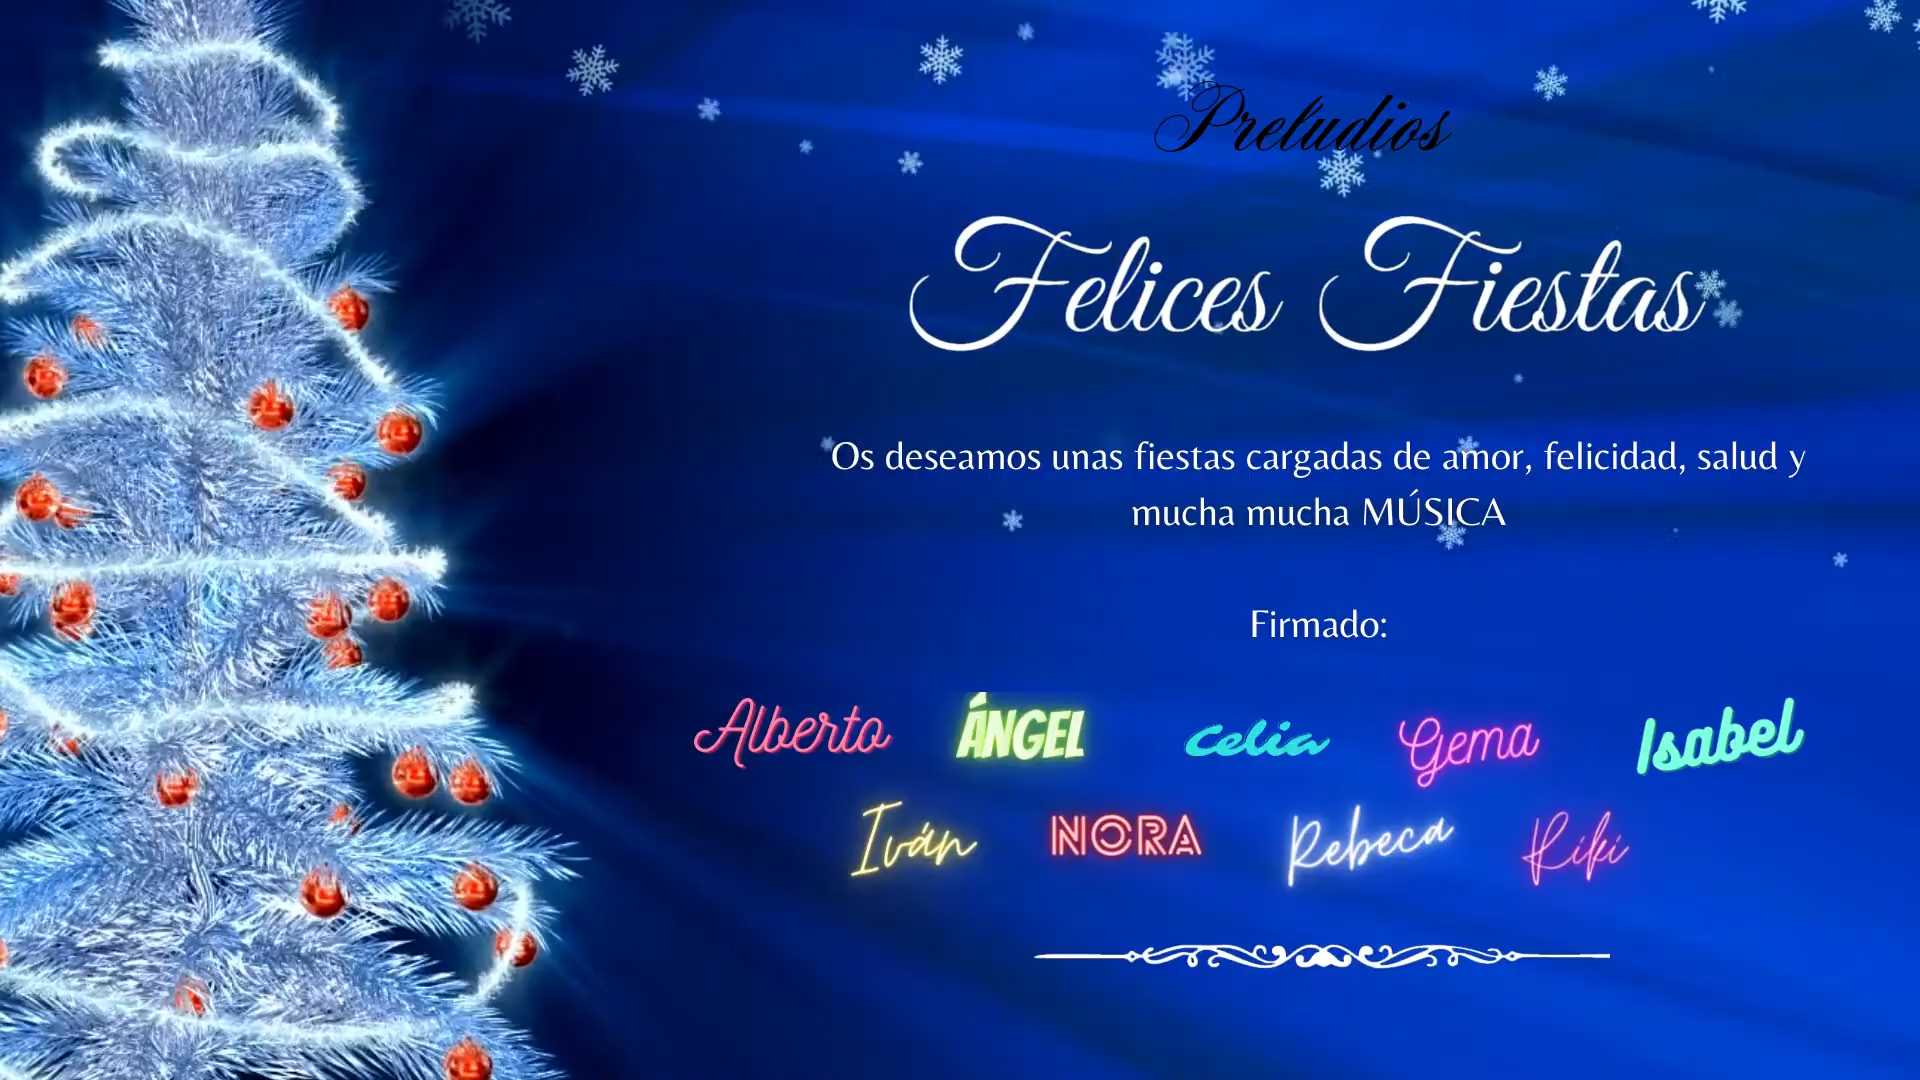 Preludios
Felices Fiestas
Os deseamos unas fiestas cargadas de amor, felicidad, salud y
mucha mucha MÚSICA
Firmado:
Alberto ÁNGEL Celia Gema Isabel
Iván NORA Rebeca Kiki